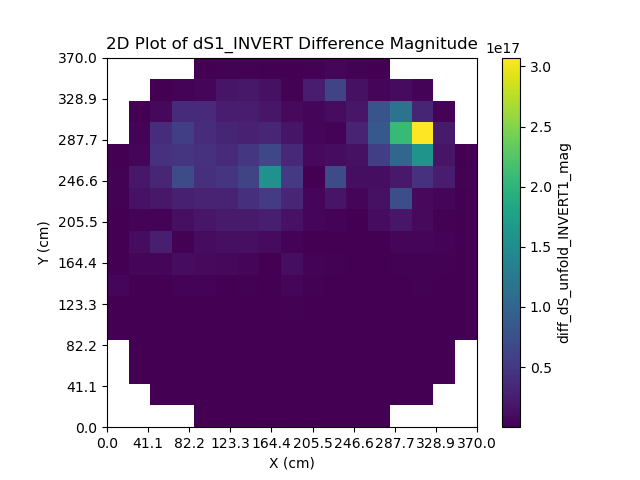 2D Plot of dS1_INVERT Difference Magnitude
1e17
370.0
328.9
287.7
246.6
205.5
164.4
123.3
82.2
41.1
0.0
Y (cm)
0.0 41.1 82.2 123.3 164.4 205.5 246.6 287.7 328.9 370.0
X (cm)
3.0
2.5
2.0
1.5
1.0
0.5
diff_dS_unfold_INVERT1_mag